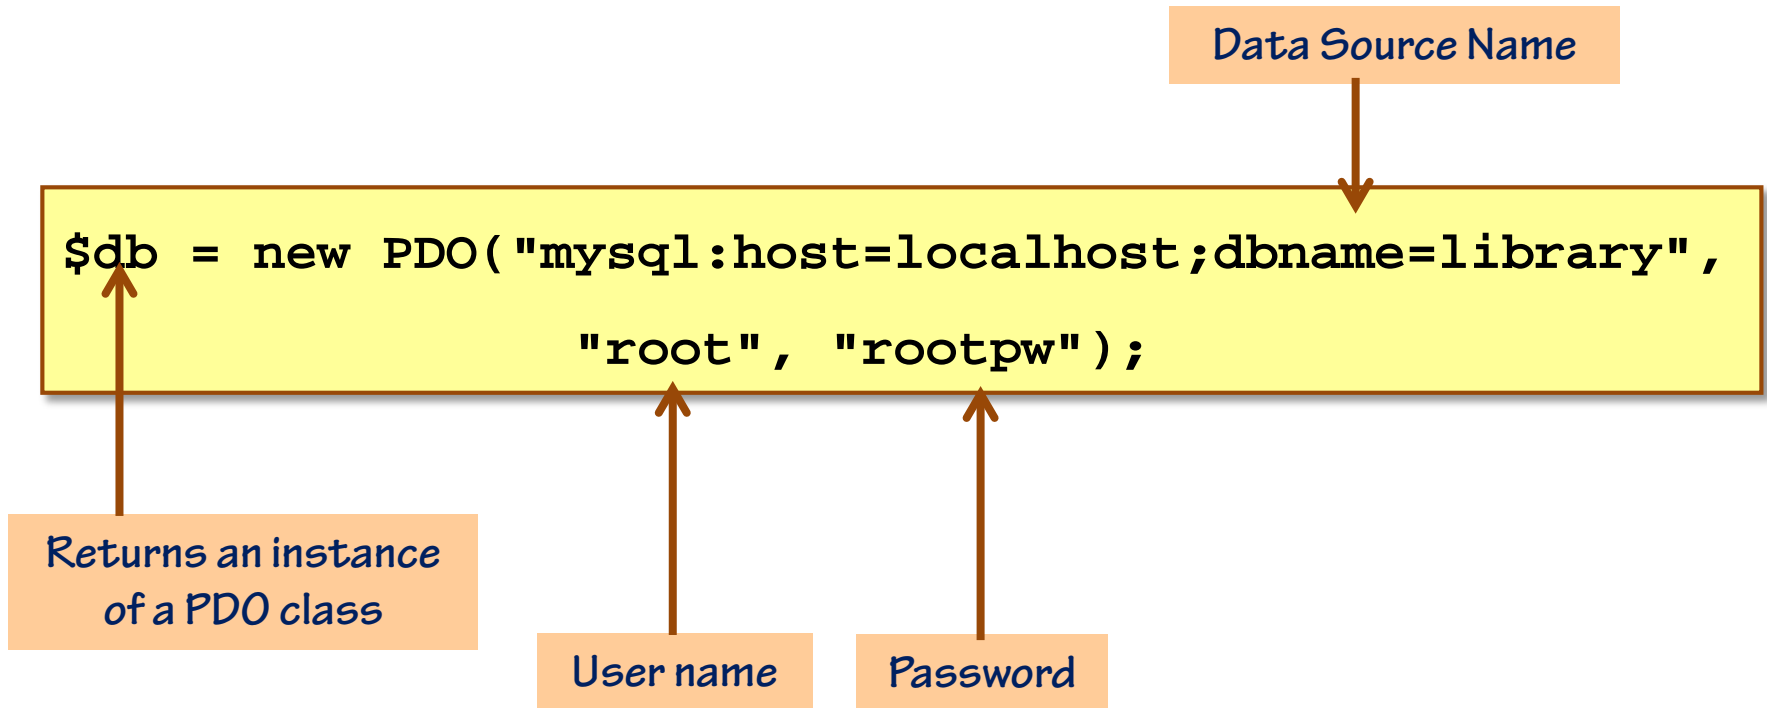 Data Source Name
$db = new PDO("mysql:host=localhost;dbname=library",
"root", "rootpw");
Returns an instance
of a PDO class
User name
Password